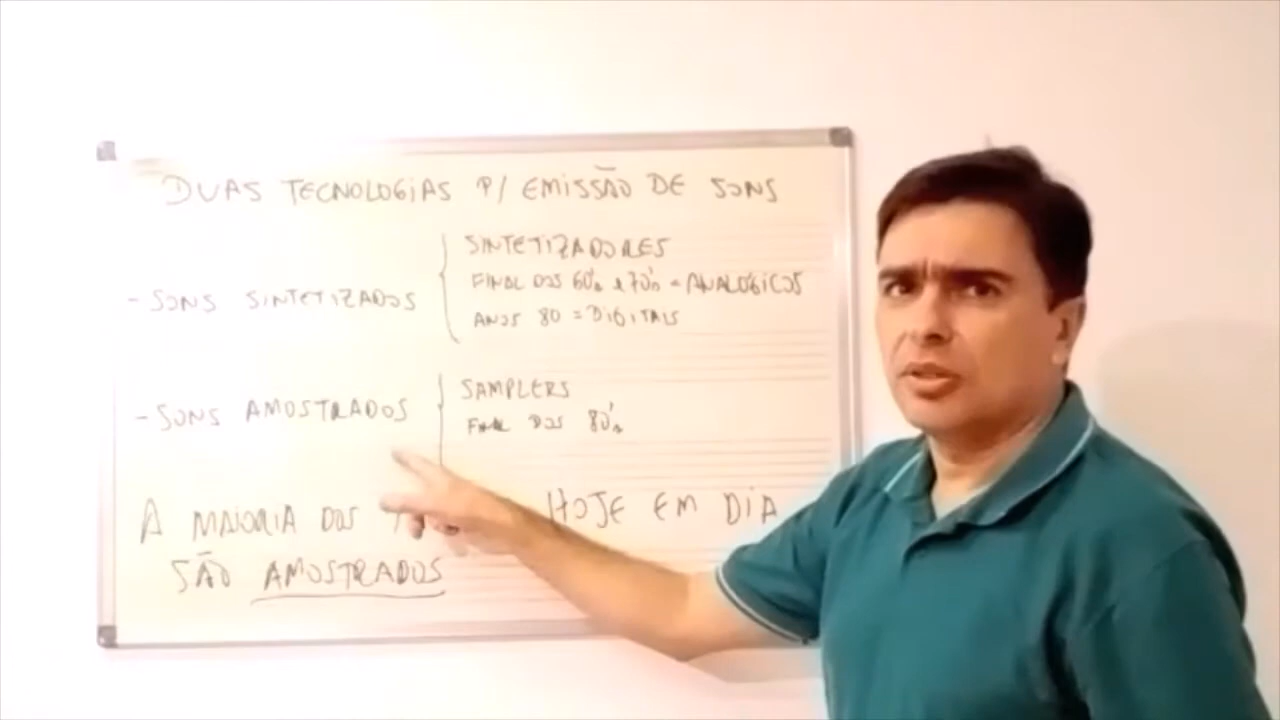 DUAS TECNOLOGIAS P/ EMISSÃO DE SONS
- SONS SINTETIZADOS
SINTETIZADORES
FINAL DOS 60's e 70's = ANALÓGICOS
ANOS 80 = DIGITAIS
- SONS AMOSTRADOS
SAMPLERS
FINAL DOS 80's
A MAIORIA DOS HOJE EM DIA
SÃO AMOSTRADOS